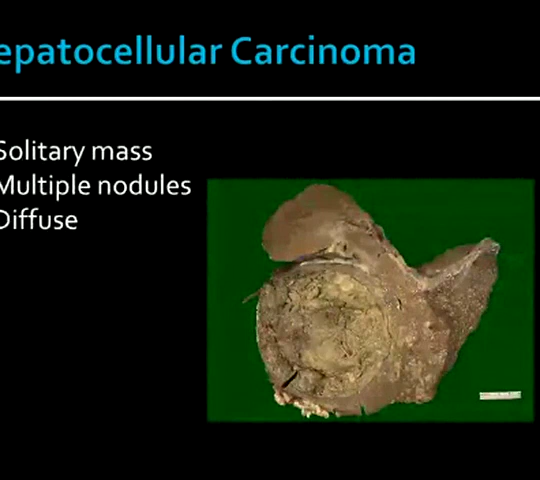 epatocellular Carcinoma
Solitary mass
Multiple nodules
Diffuse